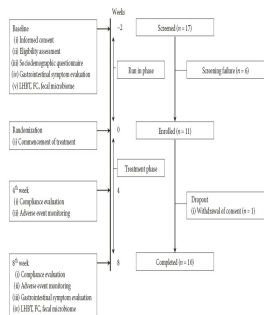 Weeks
Baseline
(i) Informed consent
(ii) Eligibility assessment
(iii) Sociodemographic questionnaire
(iv) Gastrointestinal symptom evaluation
(v) LHBT, FC, fecal microbiome
−2
Screened (n = 17)
Run in phase
Screening failure (n = 6)
Randomization
(i) Commencement of treatment
0
Enrolled (n = 11)
Treatment phase
4th week
(i) Compliance evaluation
(ii) Adverse event monitoring
4
Dropout
(i) Withdrawal of consent (n = 1)
8th week
(i) Compliance evaluation
(ii) Adverse event monitoring
(iii) Gastrointestinal symptom evaluation
(iv) LHBT, FC, fecal microbiome
8
Completed (n = 10)